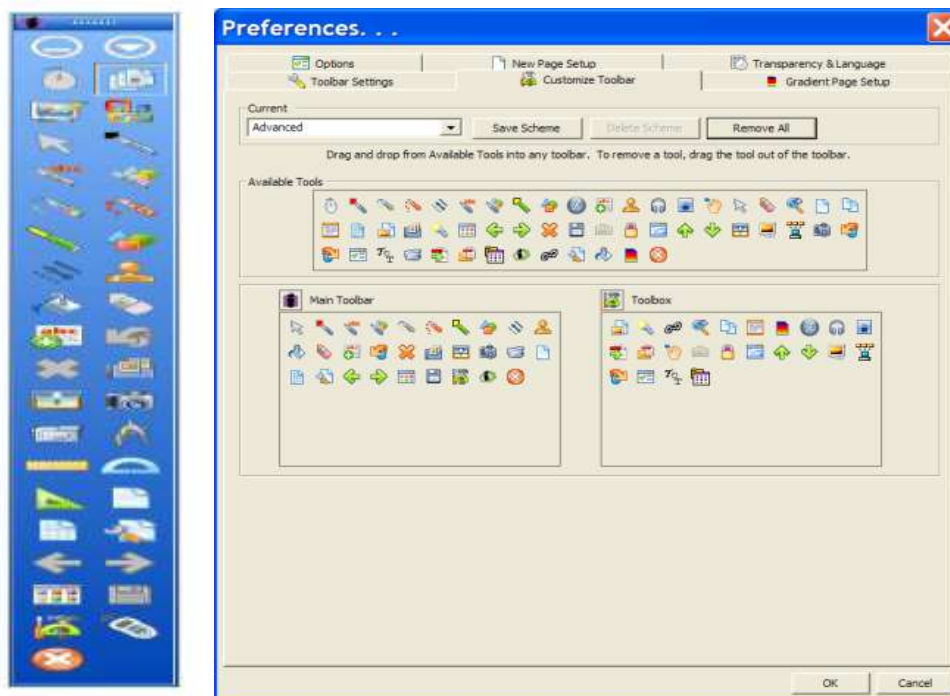 Preferences. . .
Options
New Page Setup
Transparency & Language
Toolbar Settings
Customize Toolbar
Gradient Page Setup
Current
Advanced
Save Scheme
Delete Scheme
Remove All
Drag and drop from Available Tools into any toolbar. To remove a tool, drag the tool out of the toolbar.
Available Tools
Main Toolbar
Toolbox
OK
Cancel